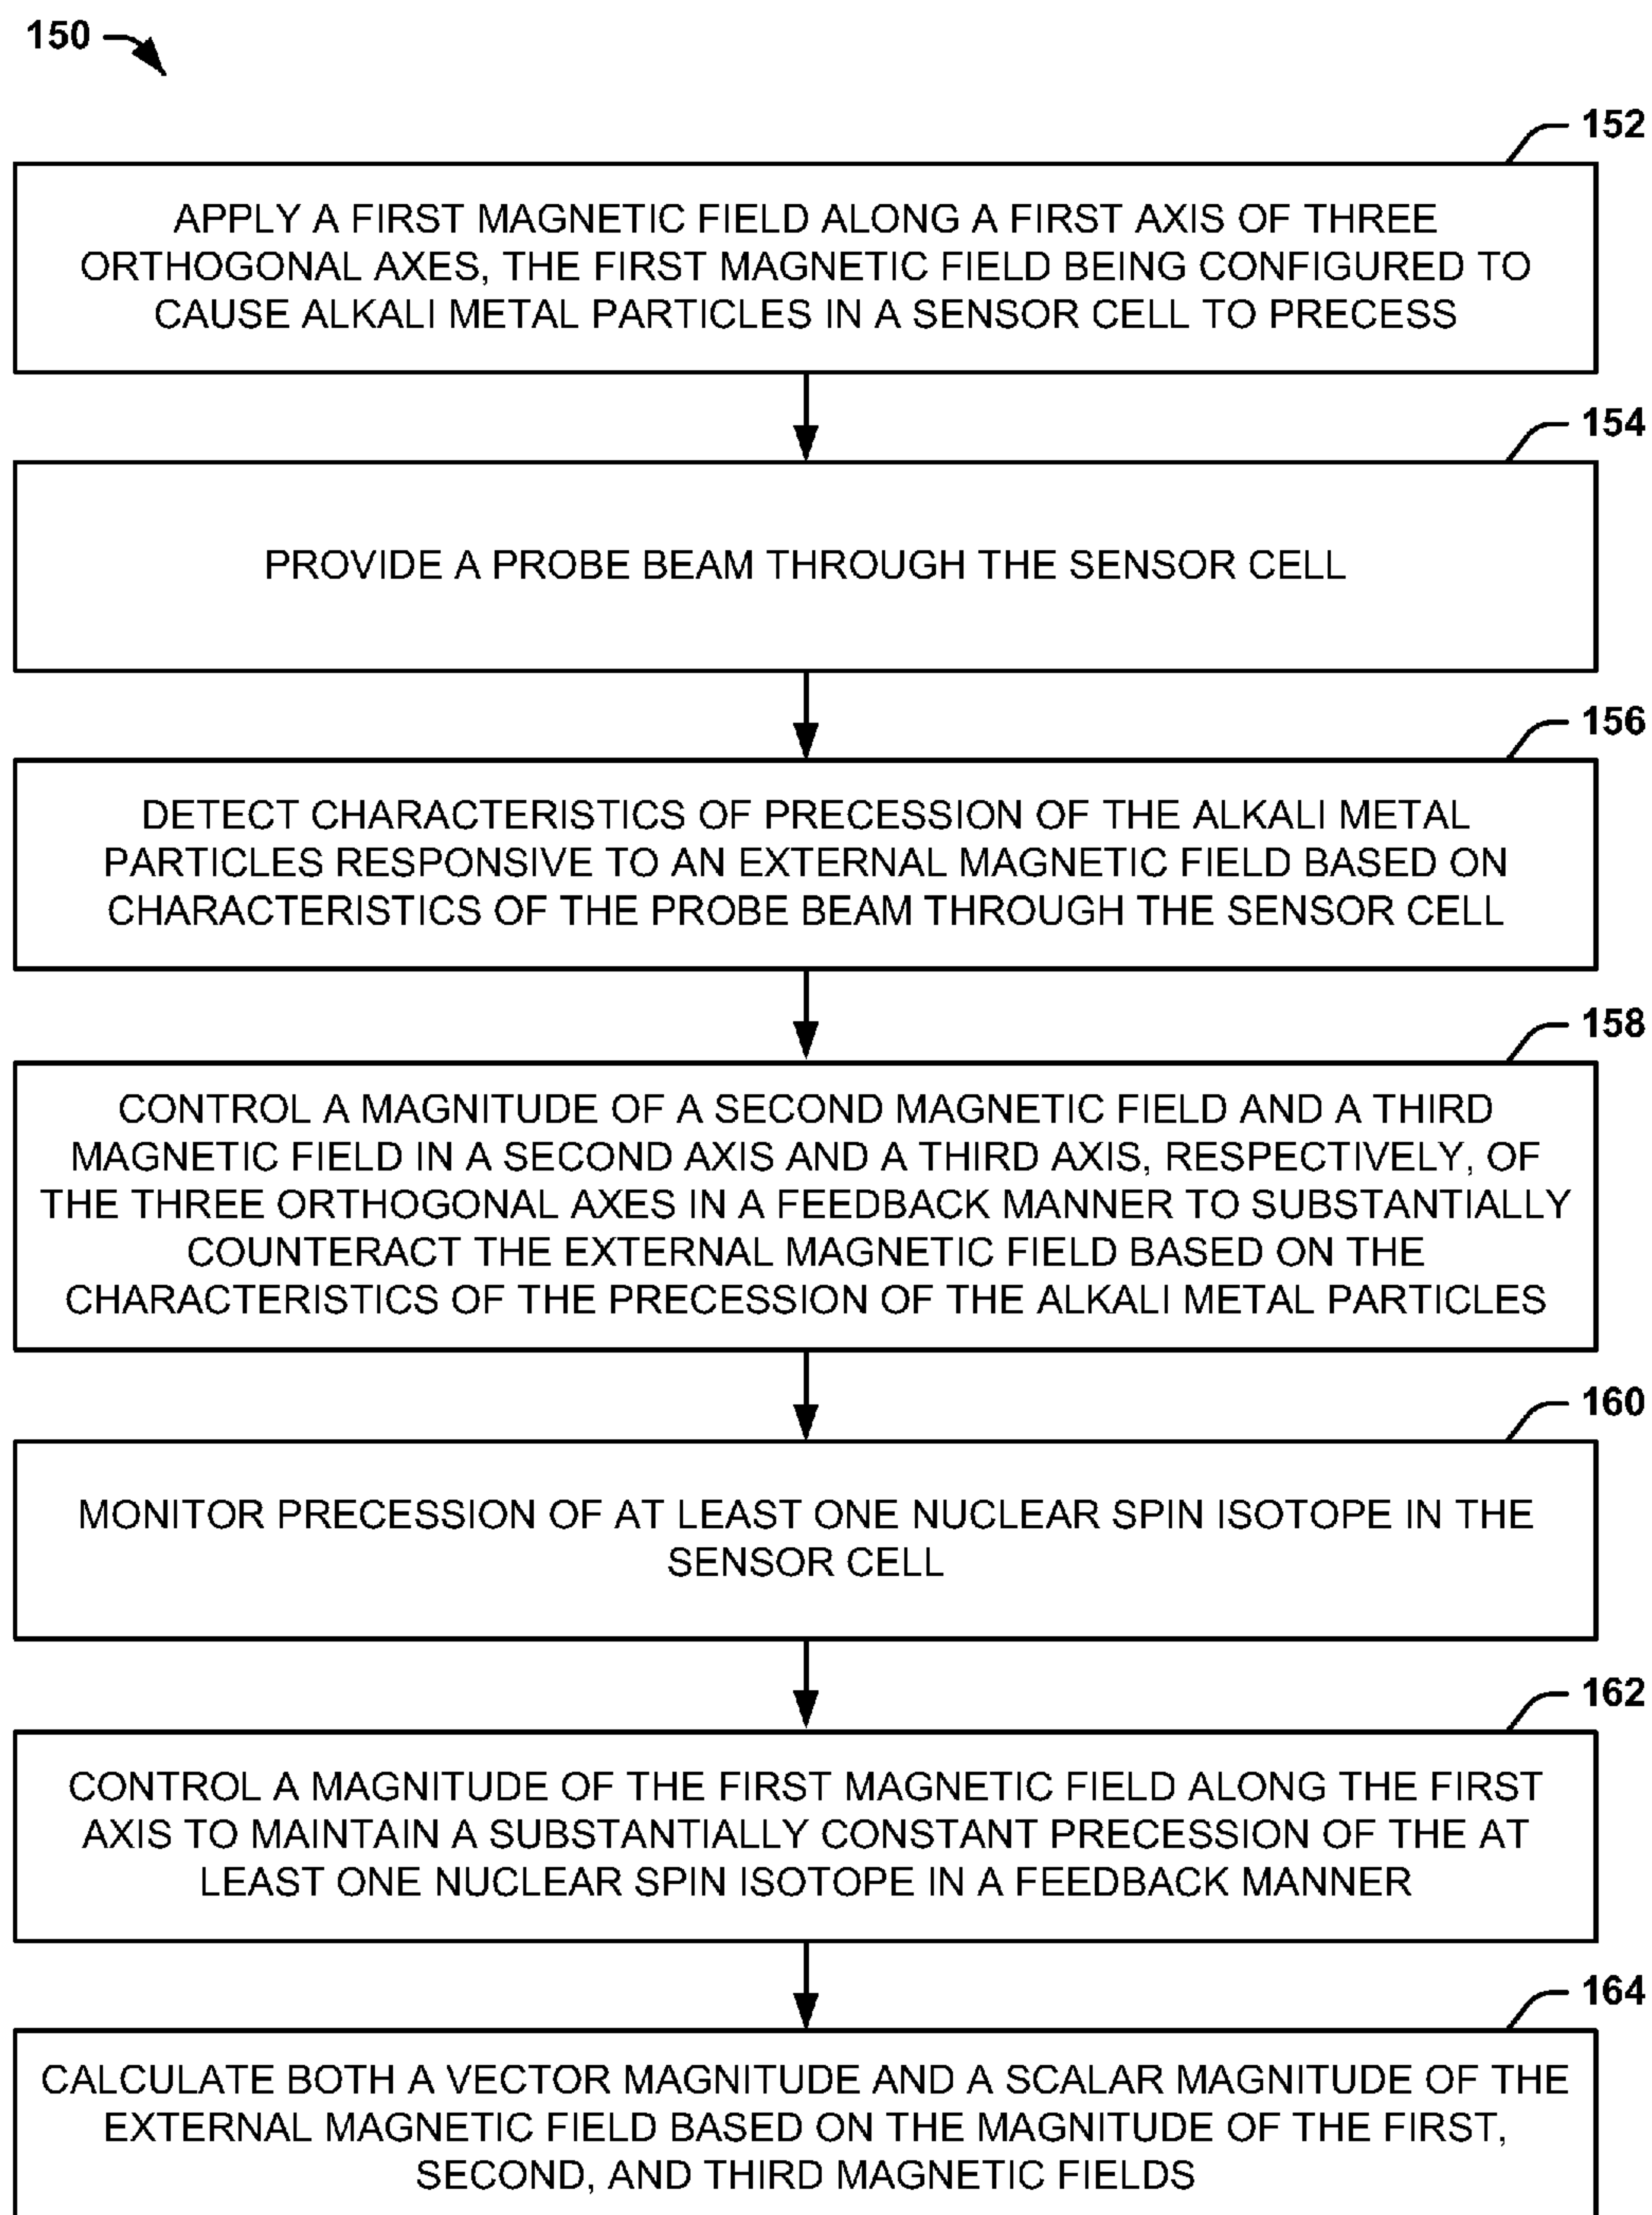 150
152
APPLY A FIRST MAGNETIC FIELD ALONG A FIRST AXIS OF THREE
ORTHOGONAL AXES, THE FIRST MAGNETIC FIELD BEING CONFIGURED TO
CAUSE ALKALI METAL PARTICLES IN A SENSOR CELL TO PRECESS
154
PROVIDE A PROBE BEAM THROUGH THE SENSOR CELL
156
DETECT CHARACTERISTICS OF PRECESSION OF THE ALKALI METAL
PARTICLES RESPONSIVE TO AN EXTERNAL MAGNETIC FIELD BASED ON
CHARACTERISTICS OF THE PROBE BEAM THROUGH THE SENSOR CELL
158
CONTROL A MAGNITUDE OF A SECOND MAGNETIC FIELD AND A THIRD
MAGNETIC FIELD IN A SECOND AXIS AND A THIRD AXIS, RESPECTIVELY, OF
THE THREE ORTHOGONAL AXES IN A FEEDBACK MANNER TO SUBSTANTIALLY
COUNTERACT THE EXTERNAL MAGNETIC FIELD BASED ON THE
CHARACTERISTICS OF THE PRECESSION OF THE ALKALI METAL PARTICLES
160
MONITOR PRECESSION OF AT LEAST ONE NUCLEAR SPIN ISOTOPE IN THE
SENSOR CELL
162
CONTROL A MAGNITUDE OF THE FIRST MAGNETIC FIELD ALONG THE FIRST
AXIS TO MAINTAIN A SUBSTANTIALLY CONSTANT PRECESSION OF THE AT
LEAST ONE NUCLEAR SPIN ISOTOPE IN A FEEDBACK MANNER
164
CALCULATE BOTH A VECTOR MAGNITUDE AND A SCALAR MAGNITUDE OF THE
EXTERNAL MAGNETIC FIELD BASED ON THE MAGNITUDE OF THE FIRST,
SECOND, AND THIRD MAGNETIC FIELDS